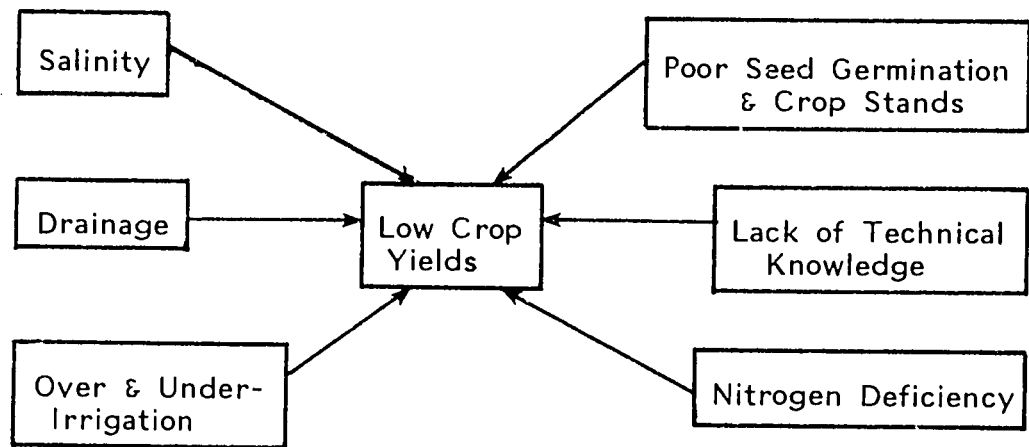 Salinity
Poor Seed Germination
& Crop Stands
Drainage
Low Crop
Yields
Lack of Technical
Knowledge
Over & Under-
Irrigation
Nitrogen Deficiency